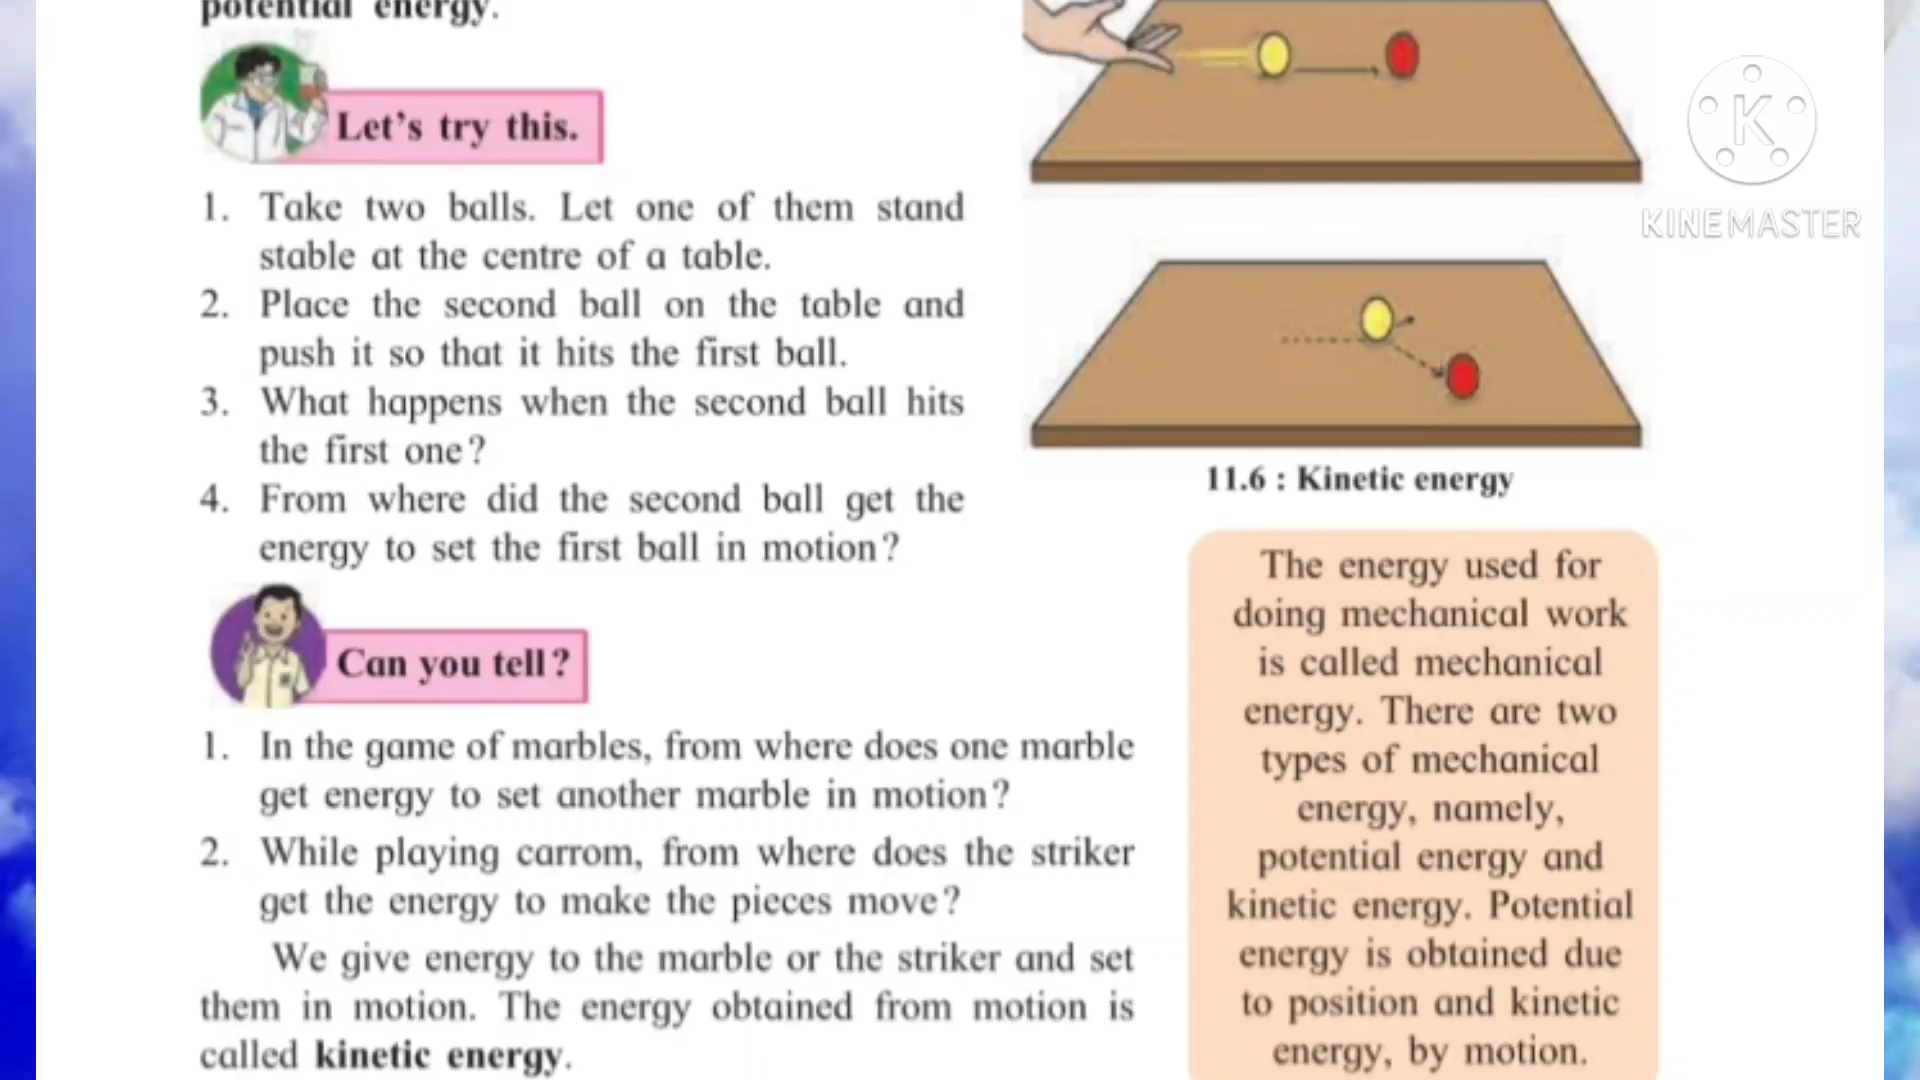 potential energy.
Let's try this.
1. Take two balls. Let one of them stand
stable at the centre of a table.
2. Place the second ball on the table and
push it so that it hits the first ball.
3. What happens when the second ball hits
the first one?
4. From where did the second ball get the
energy to set the first ball in motion?
Can you tell?
1. In the game of marbles, from where does one marble
get energy to set another marble in motion?
2. While playing carrom, from where does the striker
get the energy to make the pieces move?
We give energy to the marble or the striker and set
them in motion. The energy obtained from motion is
called kinetic energy.
K
KINEMASTER
11.6 : Kinetic energy
The energy used for
doing mechanical work
is called mechanical
energy. There are two
types of mechanical
energy, namely,
potential energy and
kinetic energy. Potential
energy is obtained due
to position and kinetic
energy, by motion.